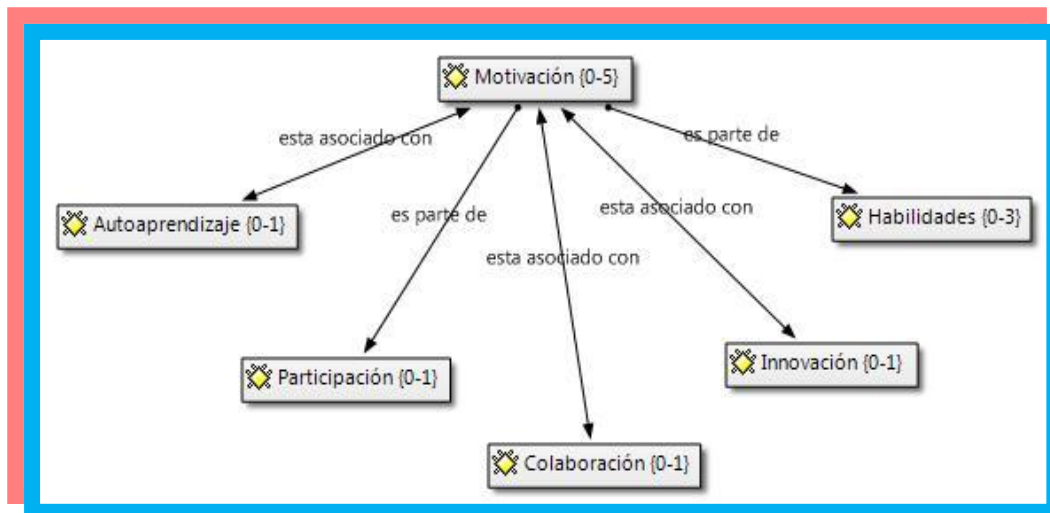 Motivación {0-5}
esta asociado con
es parte de
Autoaprendizaje {0-1}
es parte de
esta asociado con
Habilidades {0-3}
esta asociado con
Participación {0-1}
Innovación {0-1}
Colaboración {0-1}